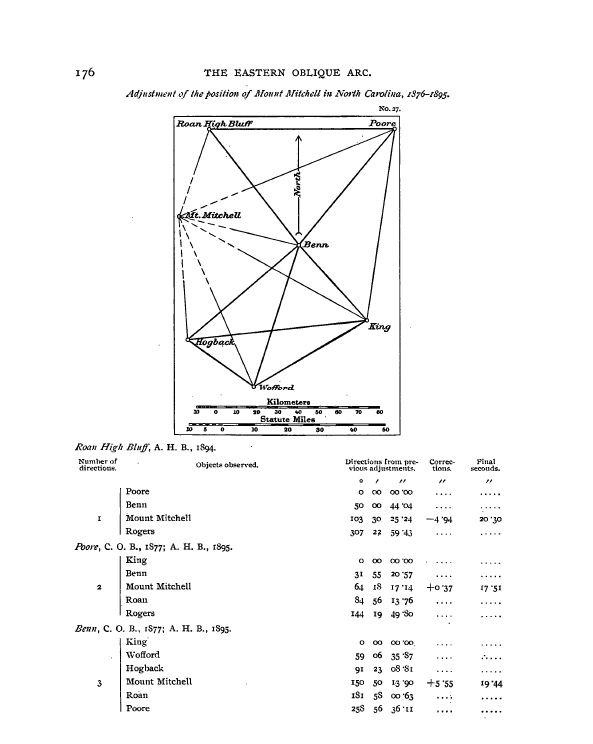 176
THE EASTERN OBLIQUE ARC.
Adjustment of the position of Mount Mitchell in North Carolina, 1876–1895.
No. 27.
Roan High Bluff
Poore
North
Mt. Mitchell
Benn
King
Hogback
Wofford
Kilometers
10 0 10 20 30 40 50 60 70 80
Statute Miles
10 5 0 10 20 30 40 50
Roan High Bluff, A. H. B., 1894.
Number of directions. Objects observed. Directions from previous adjustments. Corrections. Final seconds.
° ′ ″ ″ ″
Poore 0 00 00·00 .... .....
Benn 50 00 44·04 .... .....
1 Mount Mitchell 103 30 25·24 —4·94 20·30
Rogers 307 22 59·43 .... .....
Poore, C. O. B., 1877; A. H. B., 1895.
King 0 00 00·00 .... .....
Benn 31 55 20·57 .... .....
2 Mount Mitchell 64 18 17·14 +0·37 17·51
Roan 84 56 13·76 .... .....
Rogers 144 19 49·80 .... .....
Benn, C. O. B., 1877; A. H. B., 1895.
King 0 00 00·00 .... .....
Wofford 59 06 35·87 .... .....
Hogback 91 23 08·81 .... .....
3 Mount Mitchell 150 50 13·90 +5·55 19·44
Roan 181 58 00·63 .... .....
Poore 258 56 36·11 .... .....